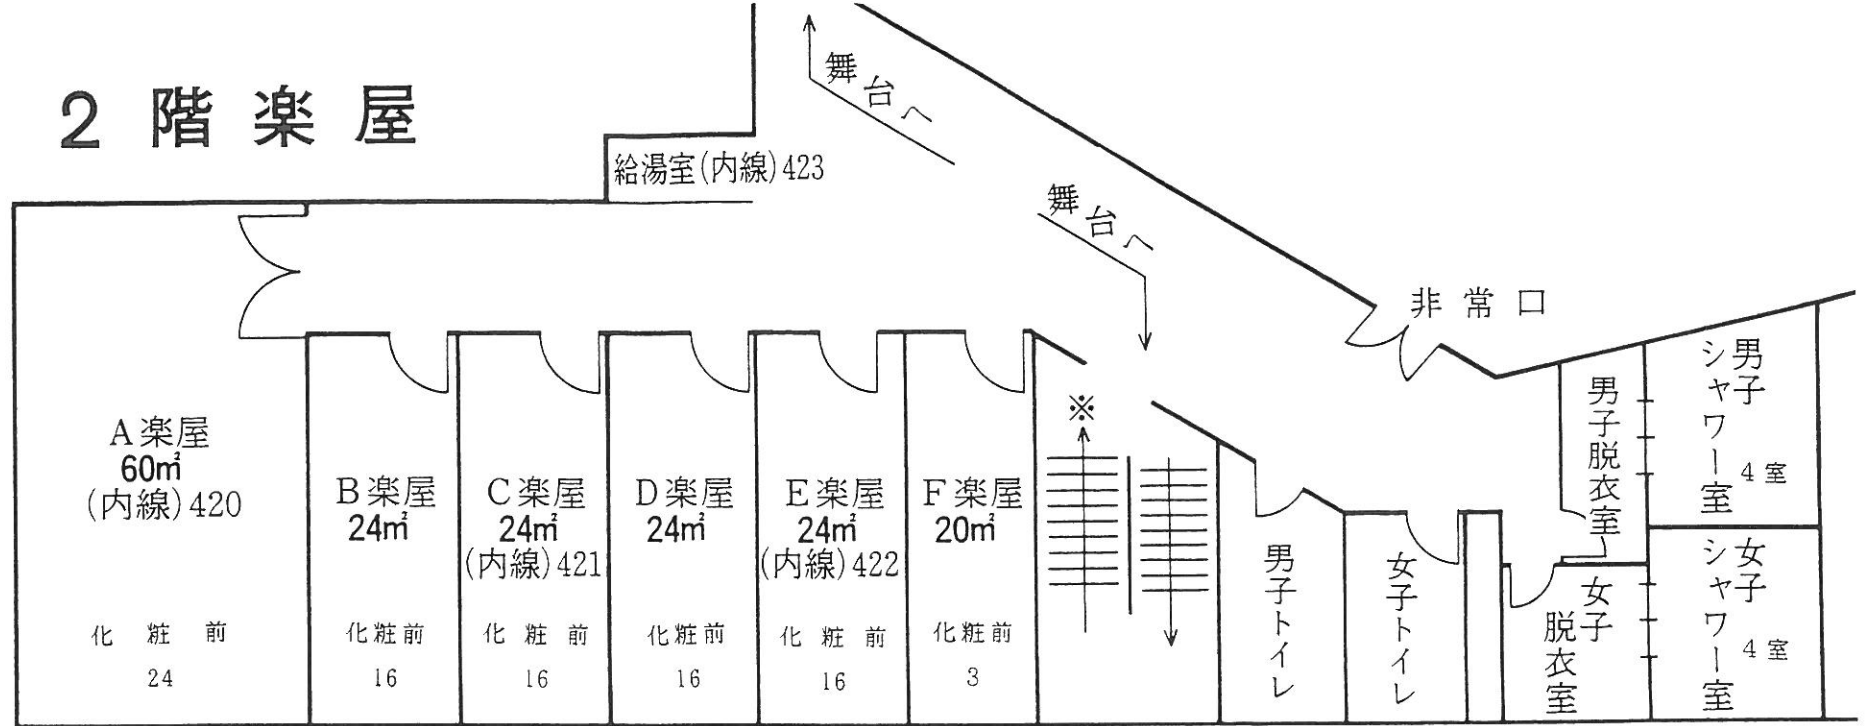 2階楽屋
舞台へ
給湯室(内線)423
舞台へ
非常口
A楽屋
60㎡
(内線)420
化粧前
24
B楽屋
24㎡
化粧前
16
C楽屋
24㎡
(内線)421
化粧前
16
D楽屋
24㎡
化粧前
16
E楽屋
24㎡
(内線)422
化粧前
16
F楽屋
20㎡
化粧前
3
※
男子トイレ
女子トイレ
男子脱衣室
男子
シャワー室
4室
女子
脱衣室
女子
シャワー室
4室